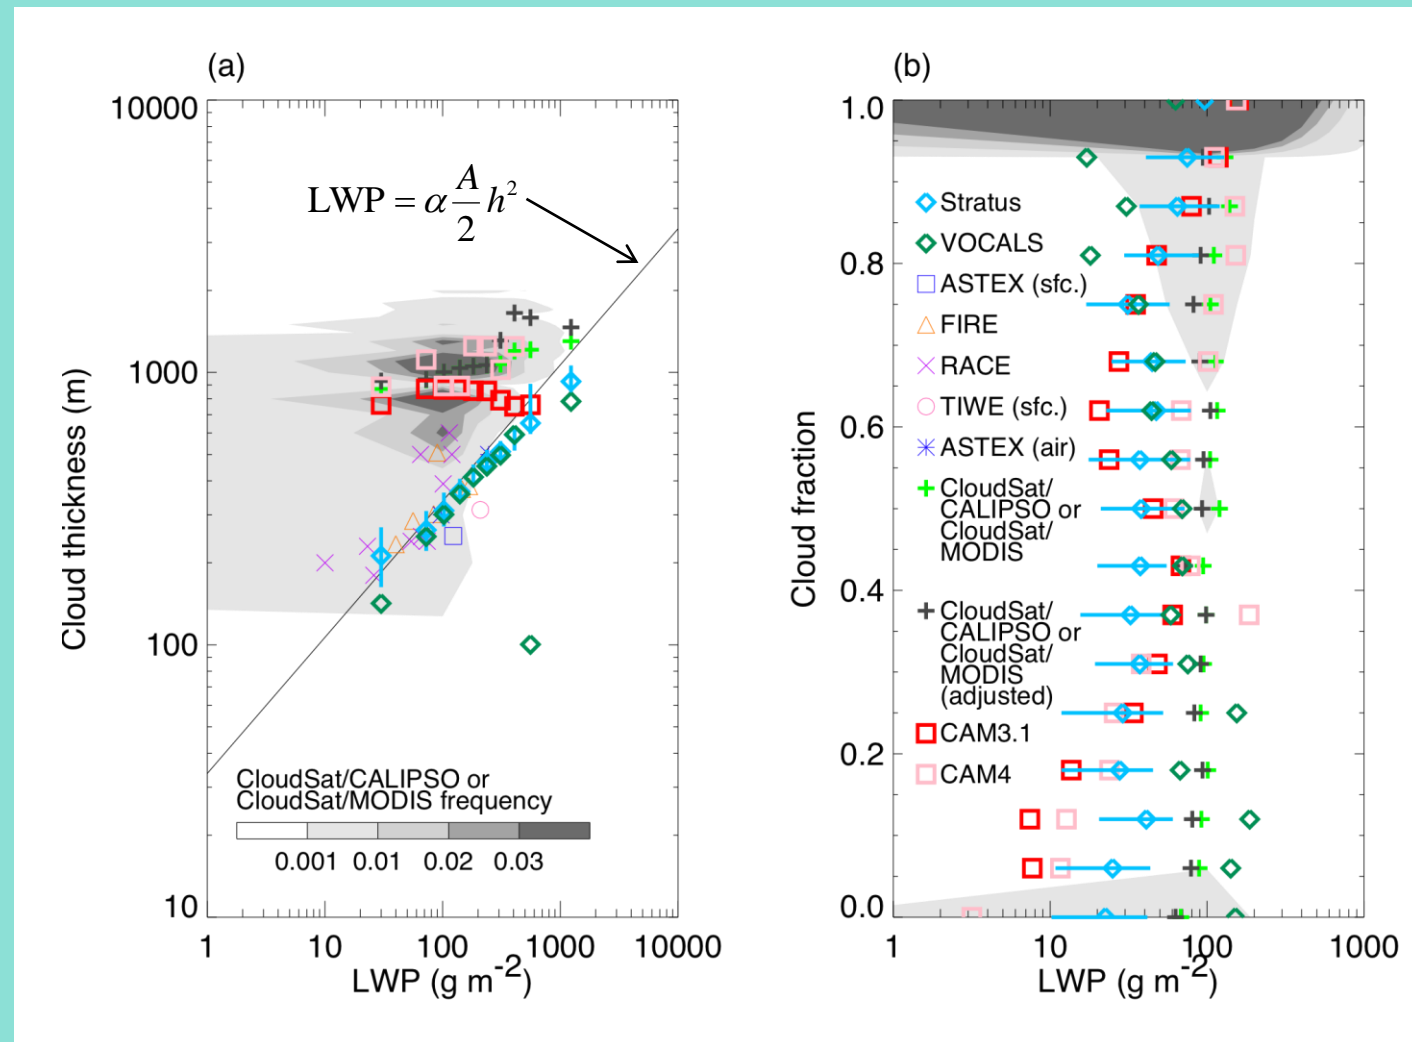 (a)
10000
1000
100
10
Cloud thickness (m)
LWP = α A/2 h²
CloudSat/CALIPSO or
CloudSat/MODIS frequency
0.001 0.01 0.02 0.03
1 10 100 1000 10000
LWP (g m-2)
(b)
1.0
0.8
0.6
0.4
0.2
0.0
Cloud fraction
Stratus
VOCALS
ASTEX (sfc.)
FIRE
RACE
TIWE (sfc.)
ASTEX (air)
CloudSat/
CALIPSO or
CloudSat/
MODIS
CloudSat/
CALIPSO or
CloudSat/
MODIS
(adjusted)
CAM3.1
CAM4
1 10 100 1000
LWP (g m-2)